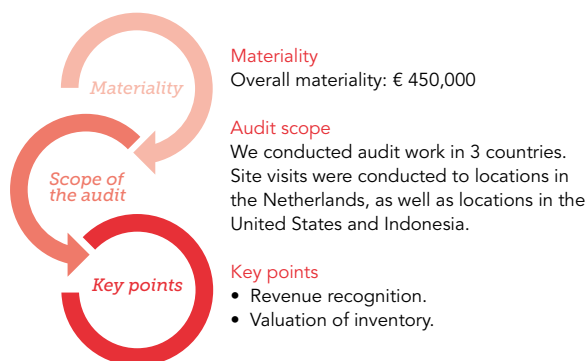 Materiality
Materiality
Overall materiality: € 450,000
Scope of
the audit
Audit scope
We conducted audit work in 3 countries.
Site visits were conducted to locations in
the Netherlands, as well as locations in the
United States and Indonesia.
Key points
Key points
• Revenue recognition.
• Valuation of inventory.